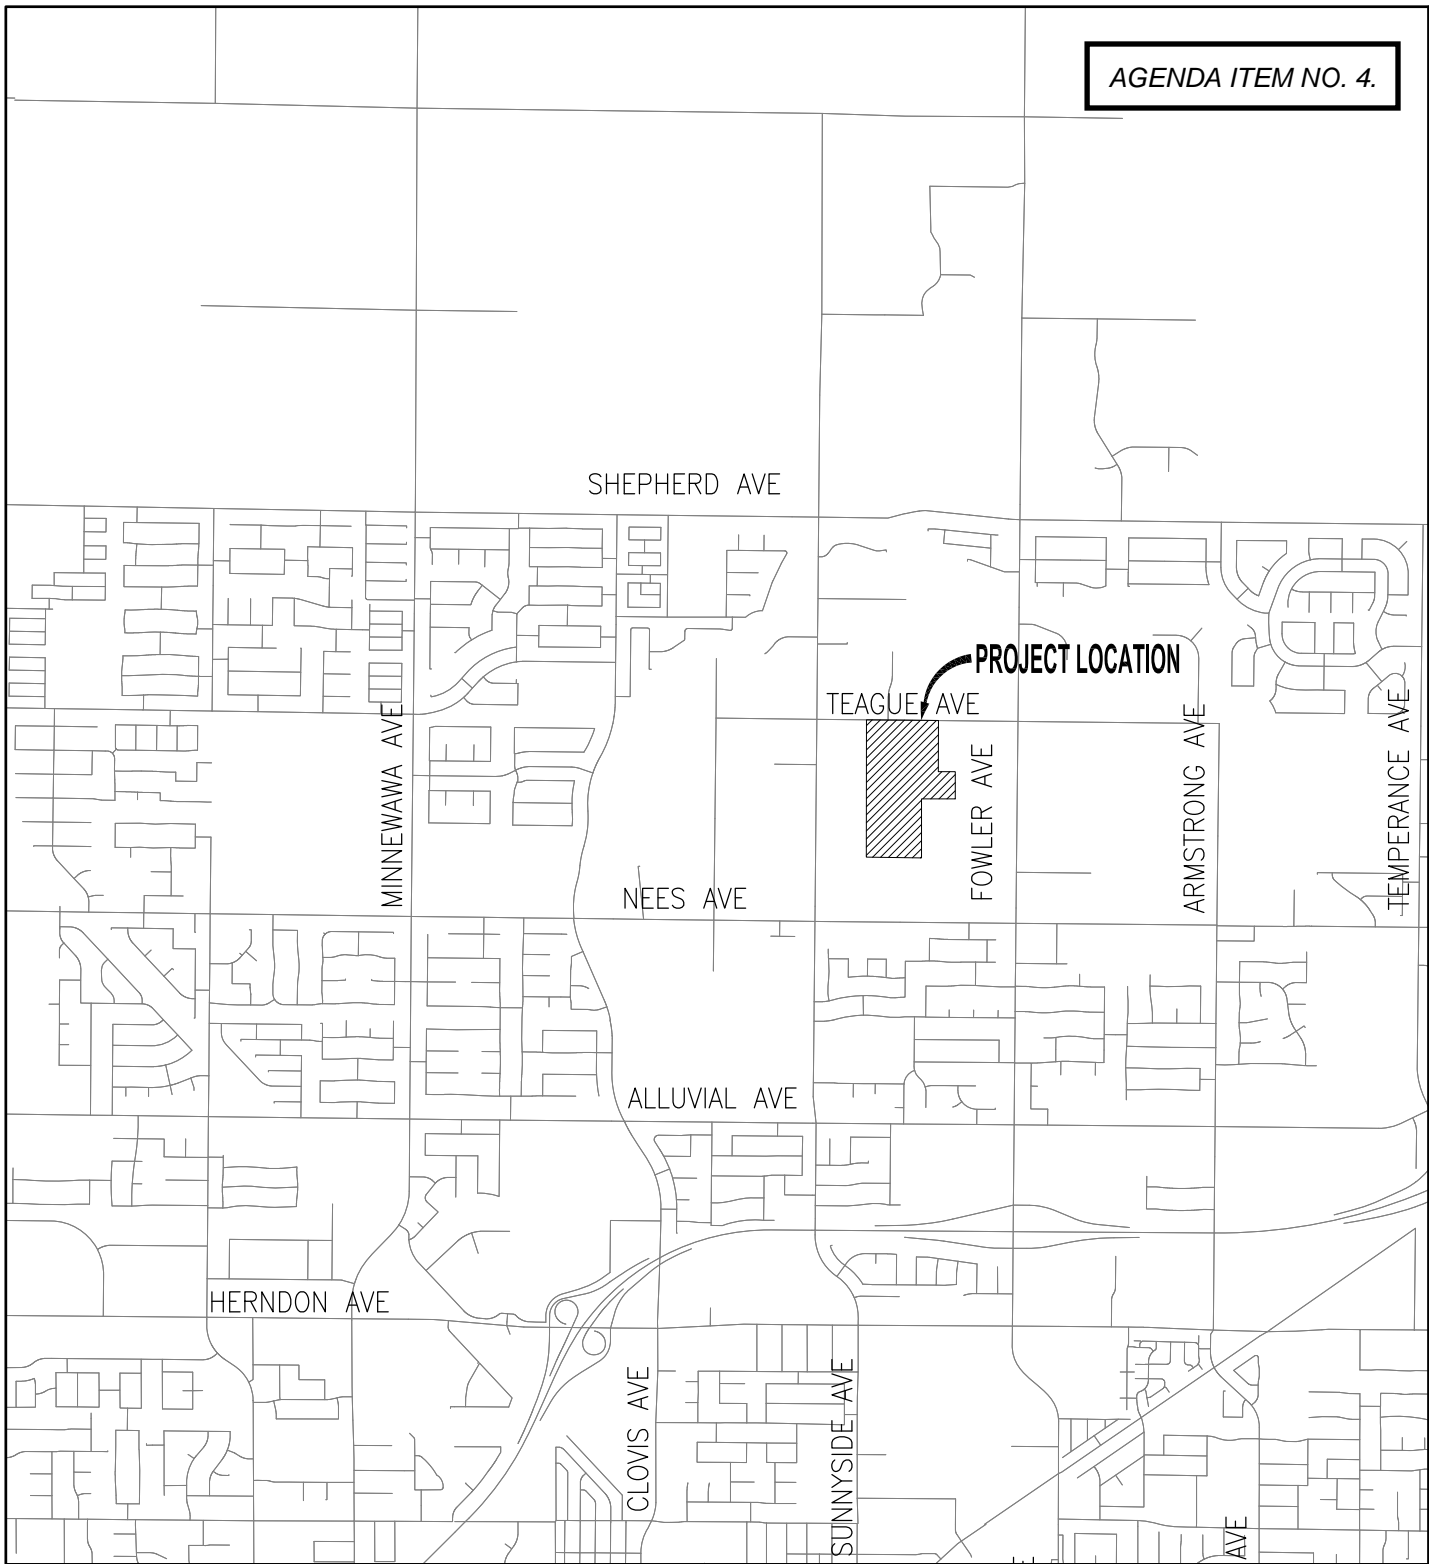 AGENDA ITEM NO. 4.
SHEPHERD AVE
PROJECT LOCATION
TEAGUE AVE
MINNEWAWA AVE
FOWLER AVE
ARMSTRONG AVE
TEMPERANCE AVE
NEES AVE
ALLUVIAL AVE
HERNDON AVE
CLOVIS AVE
SUNNYSIDE AVE
AVE